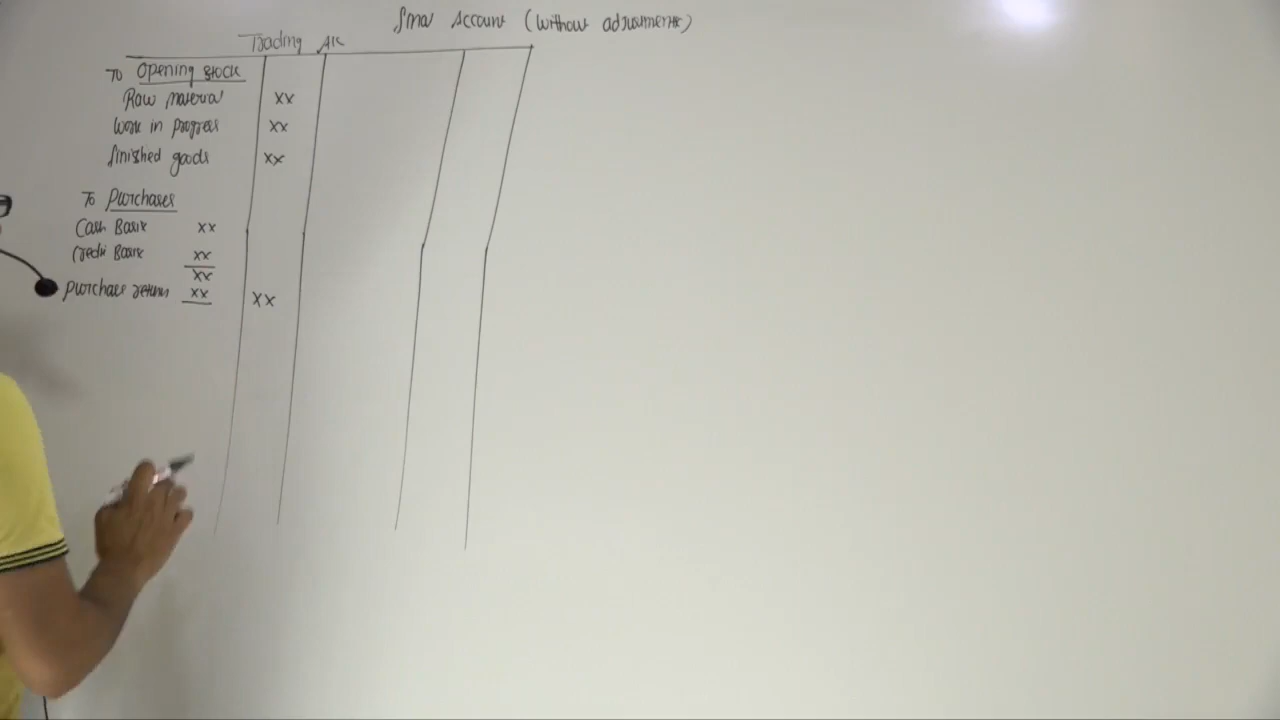 Final Account (without adjustments)
Trading A/c
To Opening stock
Raw material xx
Work in progress xx
finished goods xx
To Purchases
Cash Basis xx
Credit Basis xx
xx
Purchase return xx xx